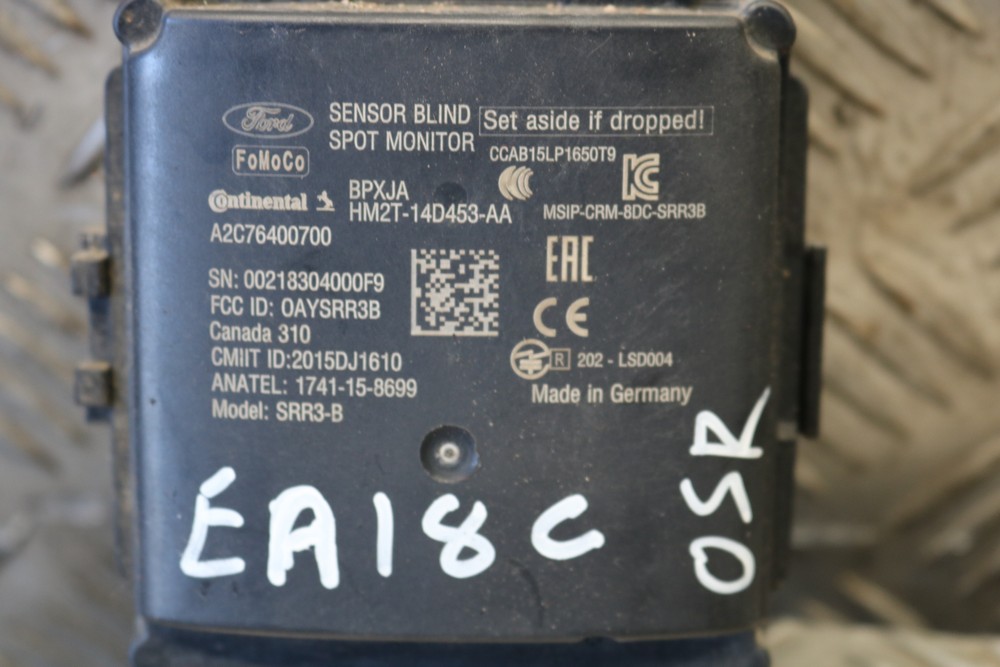 Ford
SENSOR BLIND
SPOT MONITOR
Set aside if dropped!
FoMoCo
CCAB15LP1650T9
Continental
BPXJA
HM2T-14D453-AA
MSIP-CRM-8DC-SRR3B
A2C76400700
EAC
CE
SN: 00218304000F9
FCC ID: OAYSRR3B
Canada 310
CMIIT ID:2015DJ1610
ANATEL: 1741-15-8699
Model: SRR3-B
R 202 - LSD004
Made in Germany
EA18C
OSR